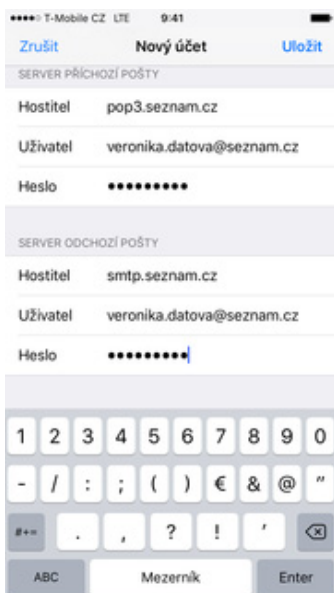 T-Mobile CZ LTE 9:41
Zrušit Nový účet Uložit
SERVER PŘÍCHOZÍ POŠTY
Hostitel pop3.seznam.cz
Uživatel veronika.datova@seznam.cz
Heslo •••••••••
SERVER ODCHOZÍ POŠTY
Hostitel smtp.seznam.cz
Uživatel veronika.datova@seznam.cz
Heslo •••••••••
1 2 3 4 5 6 7 8 9 0
- / : ; ( ) € & @ "
#+= . , ? ! '
ABC Mezerník Enter